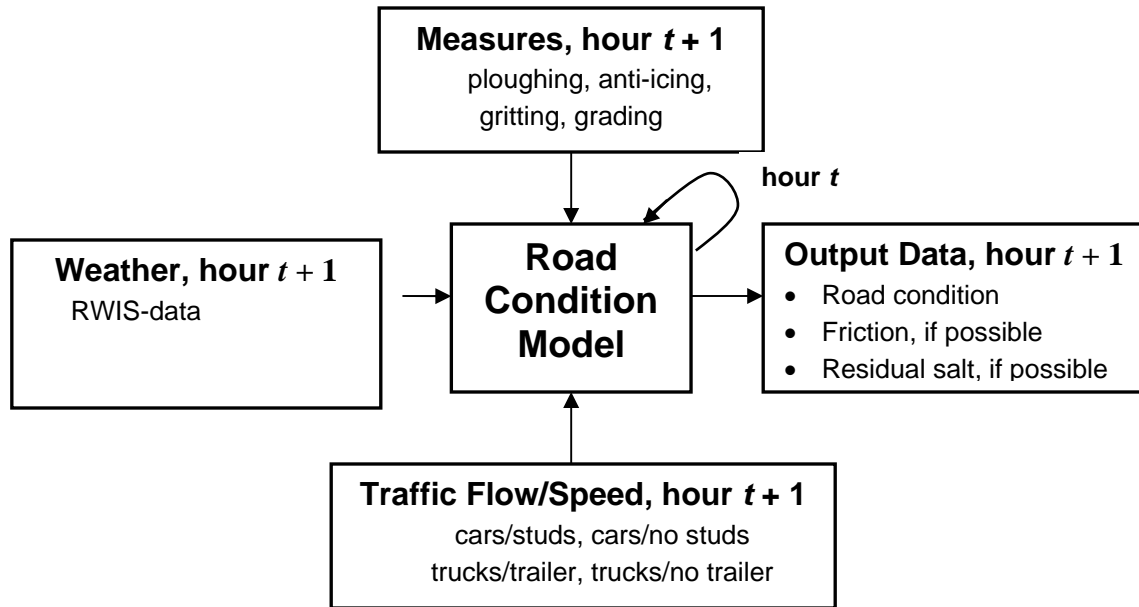 Measures, hour t + 1
ploughing, anti-icing,
gritting, grading
hour t
Weather, hour t + 1
RWIS-data
Road
Condition
Model
Output Data, hour t + 1
• Road condition
• Friction, if possible
• Residual salt, if possible
Traffic Flow/Speed, hour t + 1
cars/studs, cars/no studs
trucks/trailer, trucks/no trailer